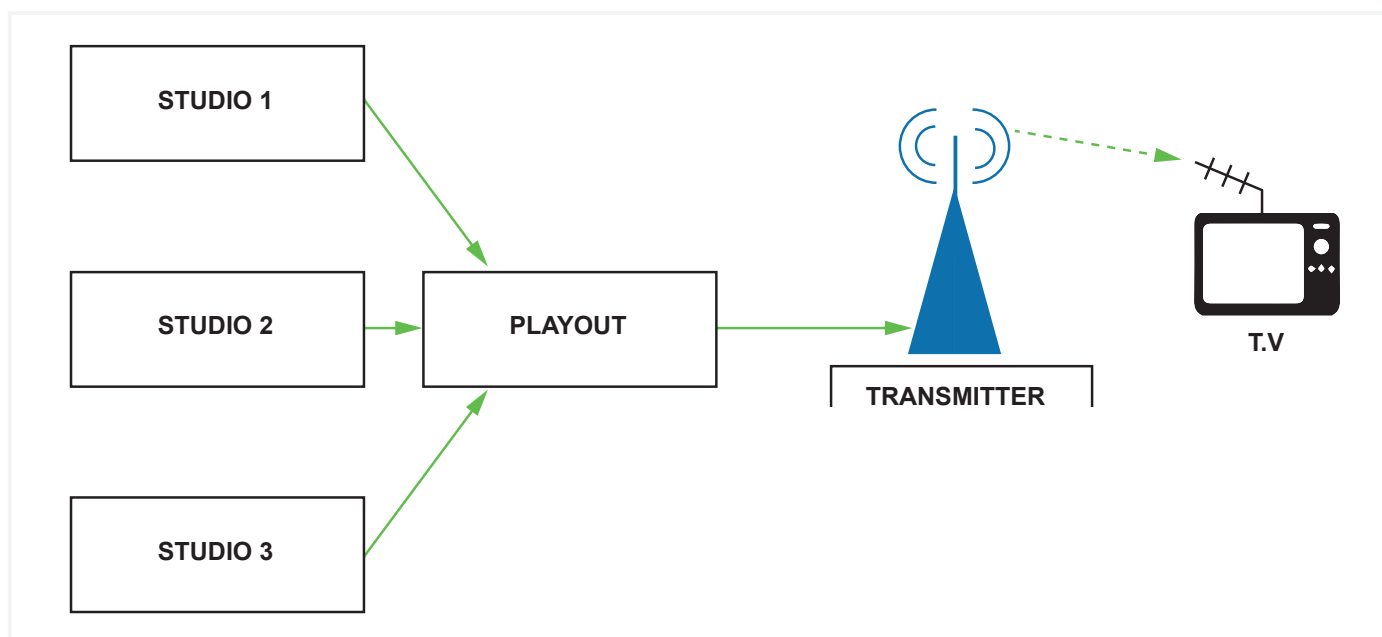 STUDIO 1
STUDIO 2
PLAYOUT
TRANSMITTER
T.V
STUDIO 3